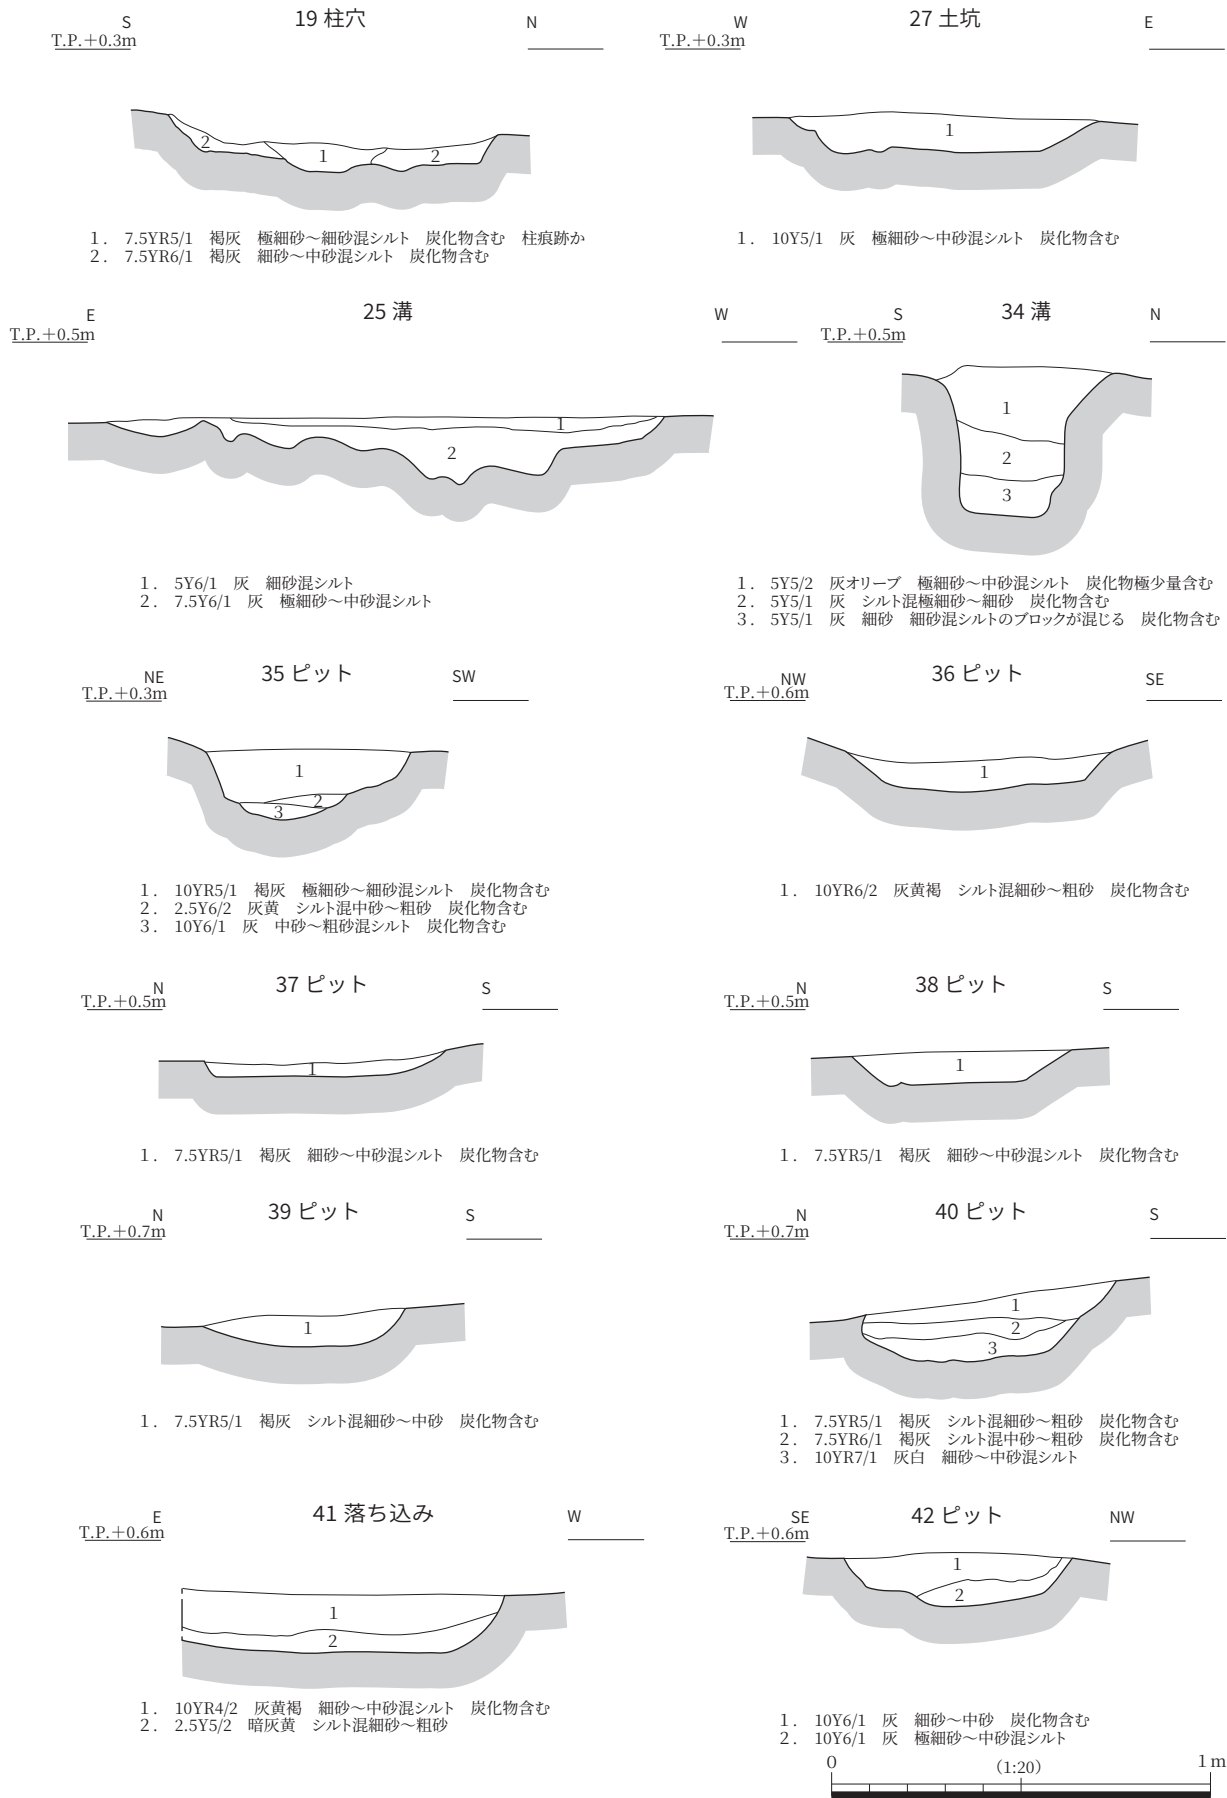 19 柱穴
S
N
T.P.＋0.3m
2
1
2
1. 7.5YR5/1 褐灰 極細砂～細砂混シルト 炭化物含む 柱痕跡か
2. 7.5YR6/1 褐灰 細砂～中砂混シルト 炭化物含む
27 土坑
W
E
T.P.＋0.3m
1
1. 10Y5/1 灰 極細砂～中砂混シルト 炭化物含む
25 溝
E
W
T.P.＋0.5m
1
2
1. 5Y6/1 灰 細砂混シルト
2. 7.5Y6/1 灰 極細砂～中砂混シルト
34 溝
S
N
T.P.＋0.5m
1
2
3
1. 5Y5/2 灰オリーブ 極細砂～中砂混シルト 炭化物極少量含む
2. 5Y5/1 灰 シルト混極細砂～細砂 炭化物含む
3. 5Y5/1 灰 細砂 細砂混シルトのブロックが混じる 炭化物含む
35 ピット
NE
SW
T.P.＋0.3m
1
2
3
1. 10YR5/1 褐灰 極細砂～細砂混シルト 炭化物含む
2. 2.5Y6/2 灰黄 シルト混中砂～粗砂 炭化物含む
3. 10Y6/1 灰 中砂～粗砂混シルト 炭化物含む
36 ピット
NW
SE
T.P.＋0.6m
1
1. 10YR6/2 灰黄褐 シルト混細砂～粗砂 炭化物含む
37 ピット
N
S
T.P.＋0.5m
1
1. 7.5YR5/1 褐灰 細砂～中砂混シルト 炭化物含む
38 ピット
N
S
T.P.＋0.5m
1
1. 7.5YR5/1 褐灰 細砂～中砂混シルト 炭化物含む
39 ピット
N
S
T.P.＋0.7m
1
1. 7.5YR5/1 褐灰 シルト混細砂～中砂 炭化物含む
40 ピット
N
S
T.P.＋0.7m
1
2
3
1. 7.5YR5/1 褐灰 シルト混細砂～粗砂 炭化物含む
2. 7.5YR6/1 褐灰 シルト混中砂～粗砂 炭化物含む
3. 10YR7/1 灰白 細砂～中砂混シルト
41 落ち込み
E
W
T.P.＋0.6m
1
2
1. 10YR4/2 灰黄褐 細砂～中砂混シルト 炭化物含む
2. 2.5Y5/2 暗灰黄 シルト混細砂～粗砂
42 ピット
SE
NW
T.P.＋0.6m
1
2
1. 10Y6/1 灰 細砂～中砂 炭化物含む
2. 10Y6/1 灰 極細砂～中砂混シルト
0 (1:20) 1 m